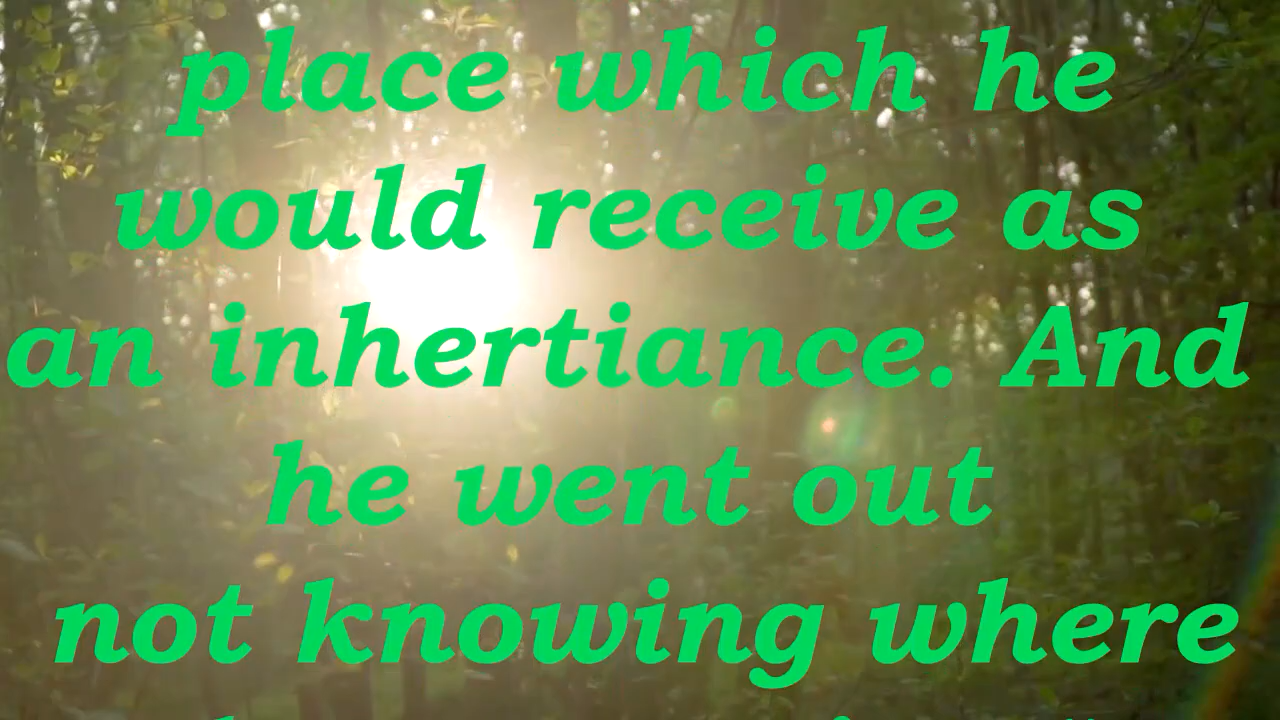 place which he
would receive as
an inhertiance. And
he went out
not knowing where